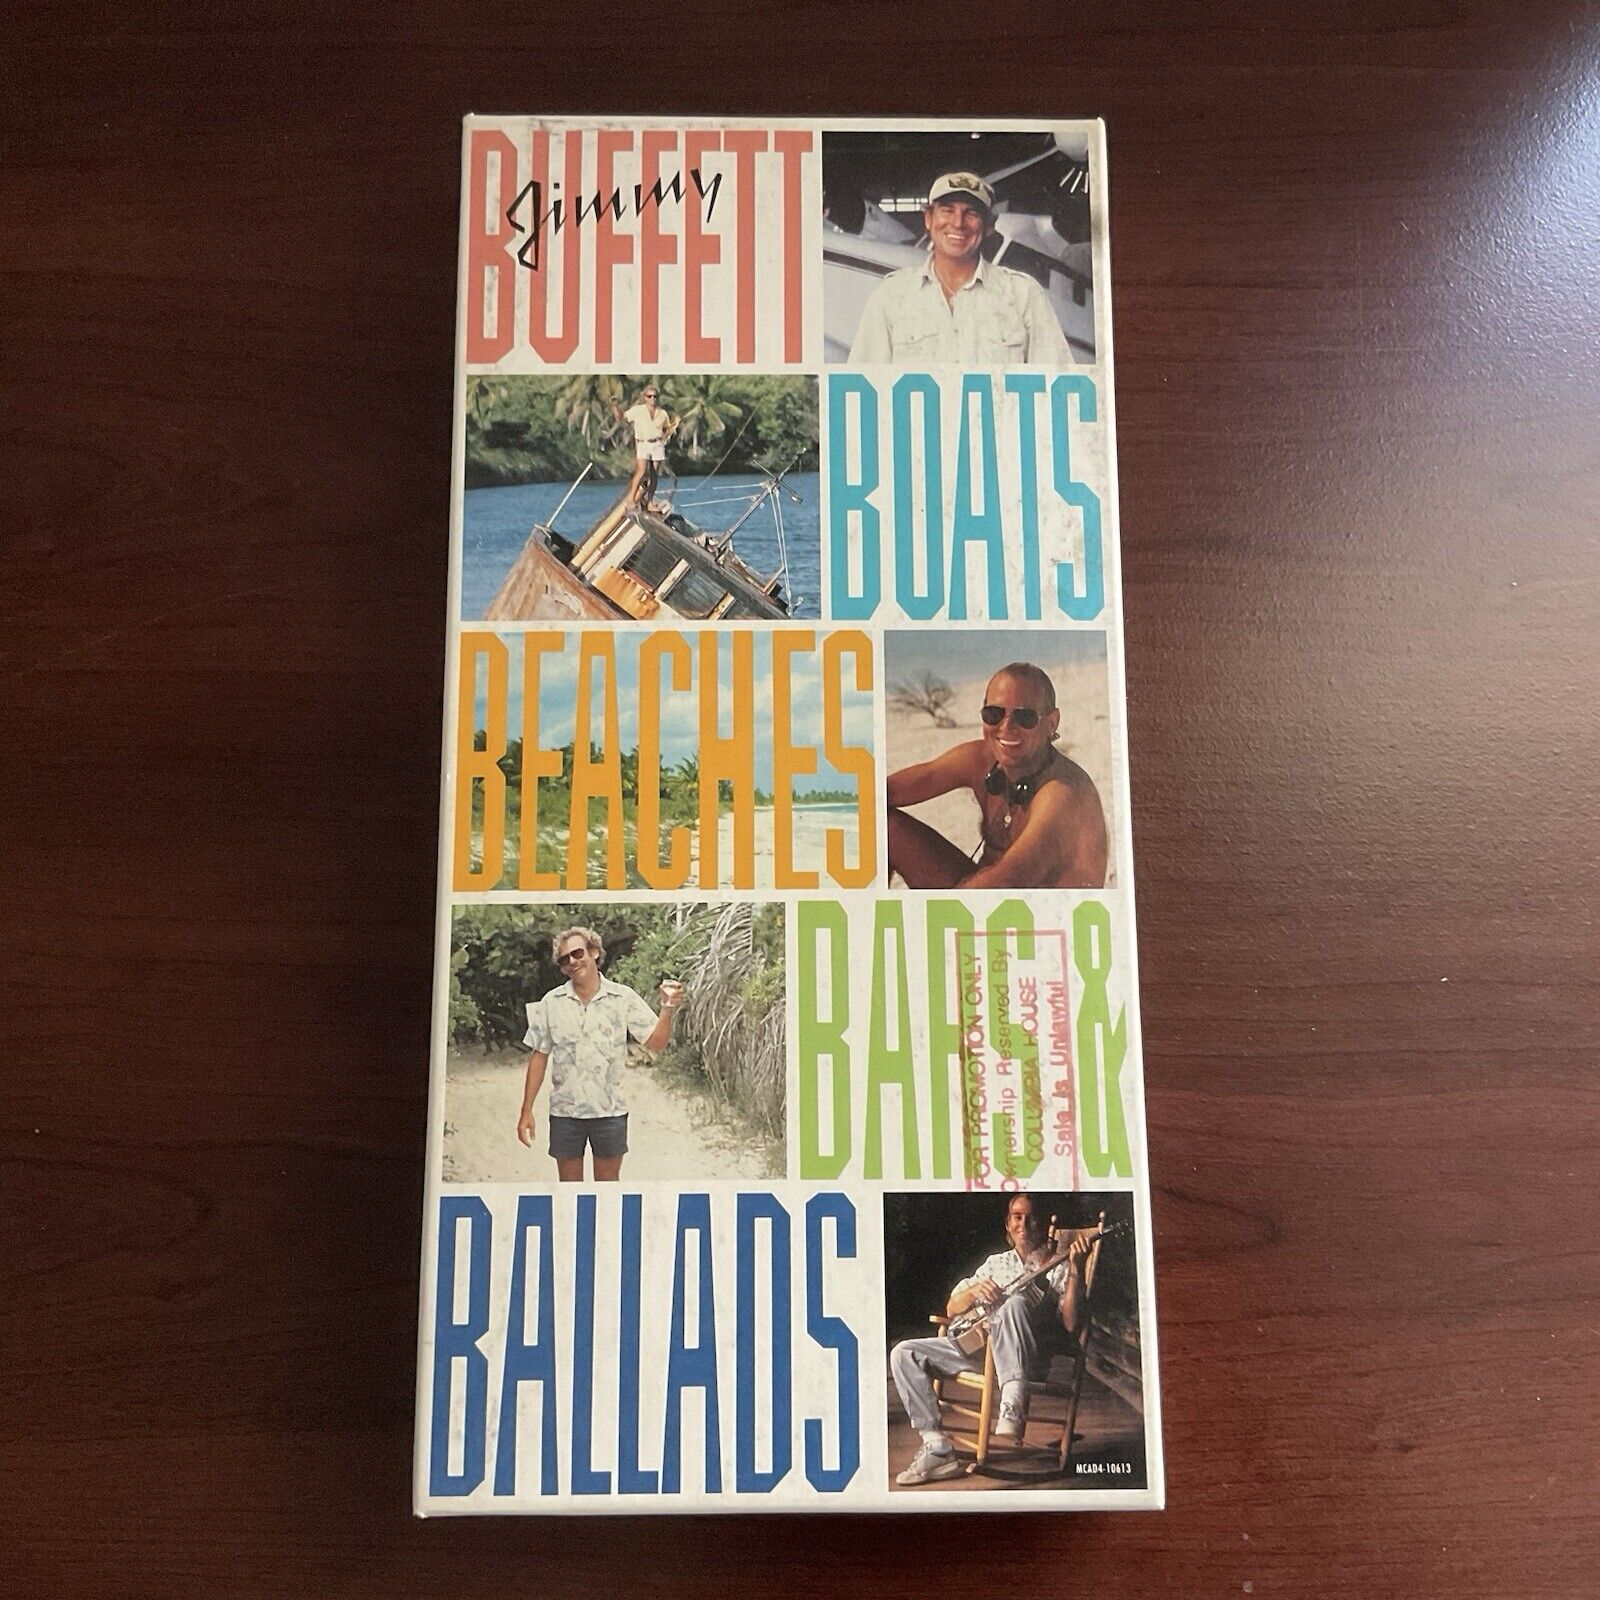 Jimmy
BUFFETT
BOATS
BEACHES
BARS &
BALLADS
FOR PROMOTION ONLY
Ownership Reserved By
COLUMBIA HOUSE
Sale Is Unlawful
MCAD4-10613